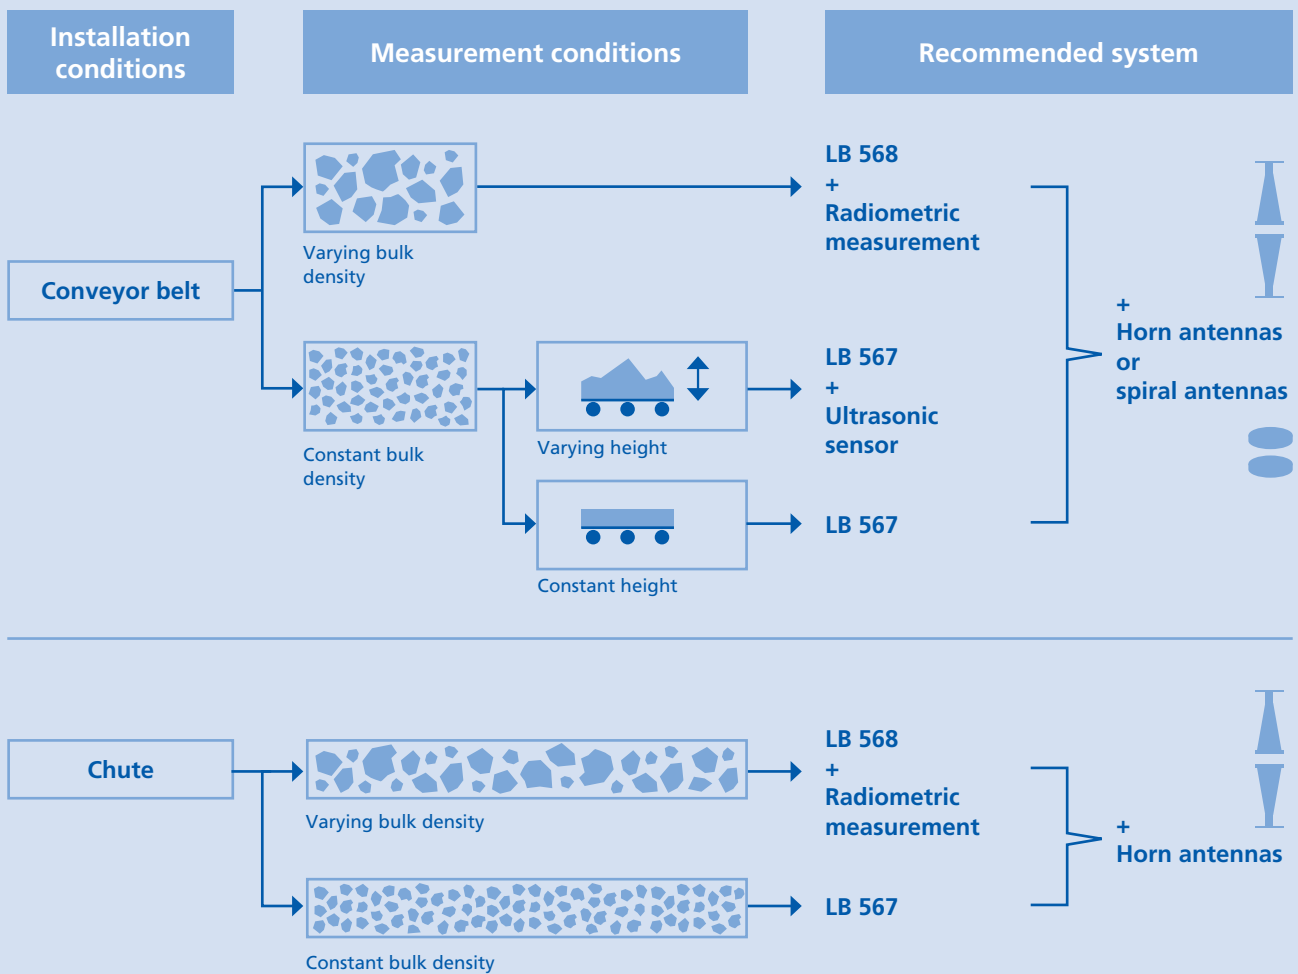 Installation
conditions
Measurement conditions
Recommended system
Conveyor belt
Varying bulk
density
LB 568
+
Radiometric
measurement
Constant bulk
density
Varying height
LB 567
+
Ultrasonic
sensor
Constant height
LB 567
+
Horn antennas
or
spiral antennas
Chute
Varying bulk density
LB 568
+
Radiometric
measurement
Constant bulk density
LB 567
+
Horn antennas